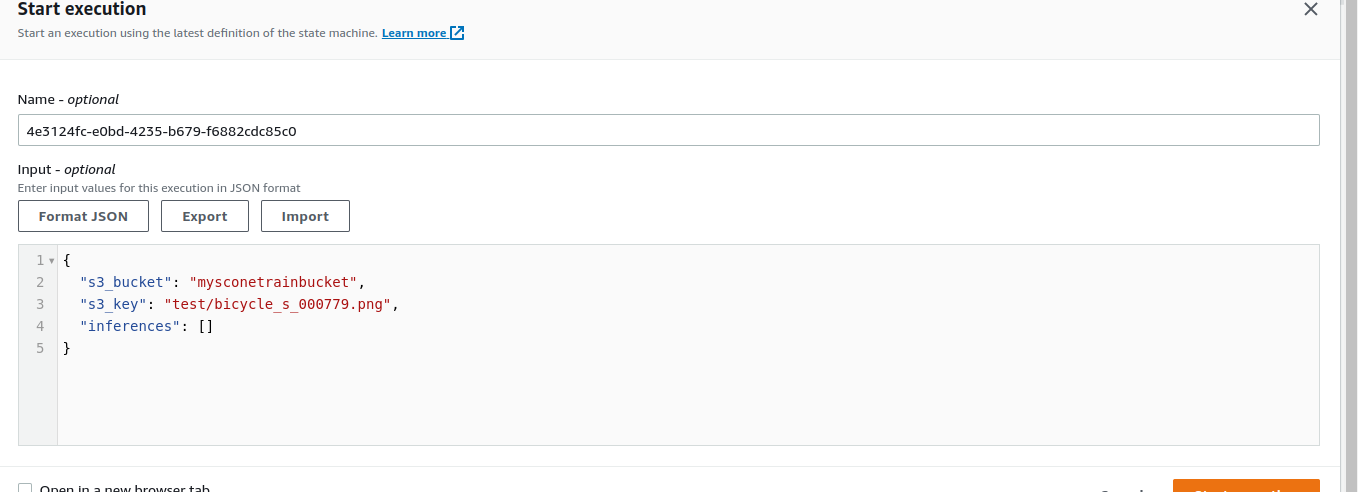 Start execution
Start an execution using the latest definition of the state machine. Learn more
Name - optional
4e3124fc-e0bd-4235-b679-f6882cdc85c0
Input - optional
Enter input values for this execution in JSON format
Format JSON Export Import
1 {
2 "s3_bucket": "mysconetrainbucket",
3 "s3_key": "test/bicycle_s_000779.png",
4 "inferences": []
5 }
Open in a new browser tab